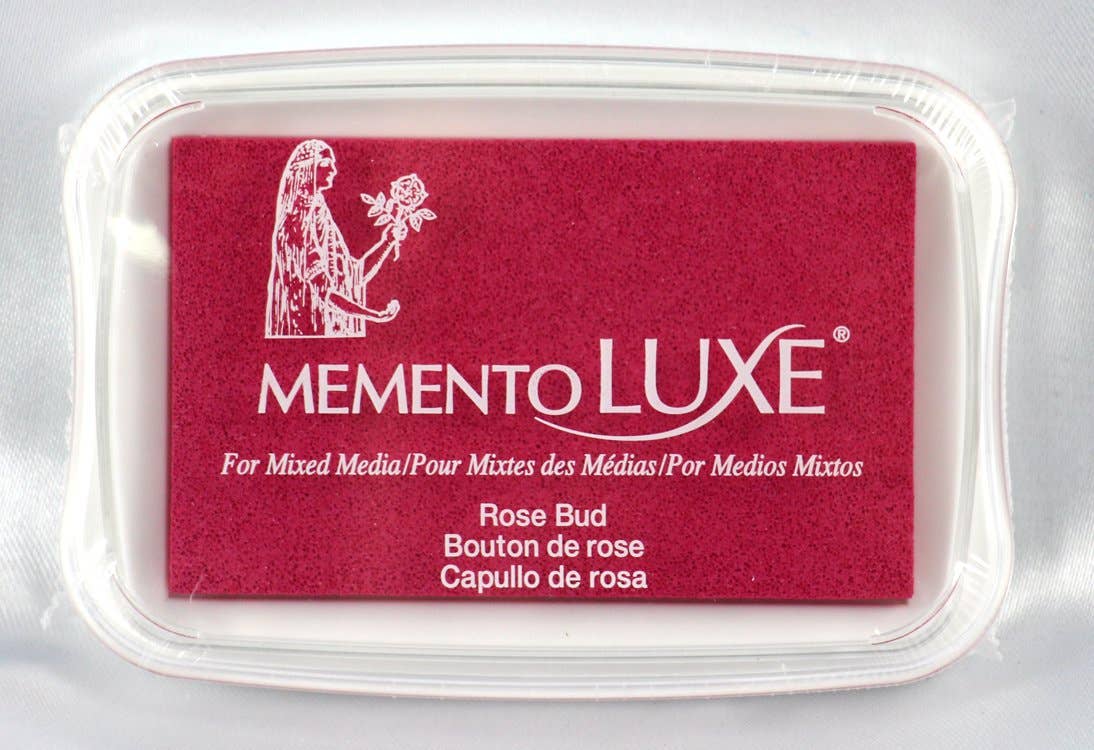 MEMENTO LUXE®
For Mixed Media/Pour Mixtes des Médias/Por Medios Mixtos
Rose Bud
Bouton de rose
Capullo de rosa